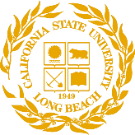 CALIFORNIA STATE UNIVERSITY
LONG BEACH
1949